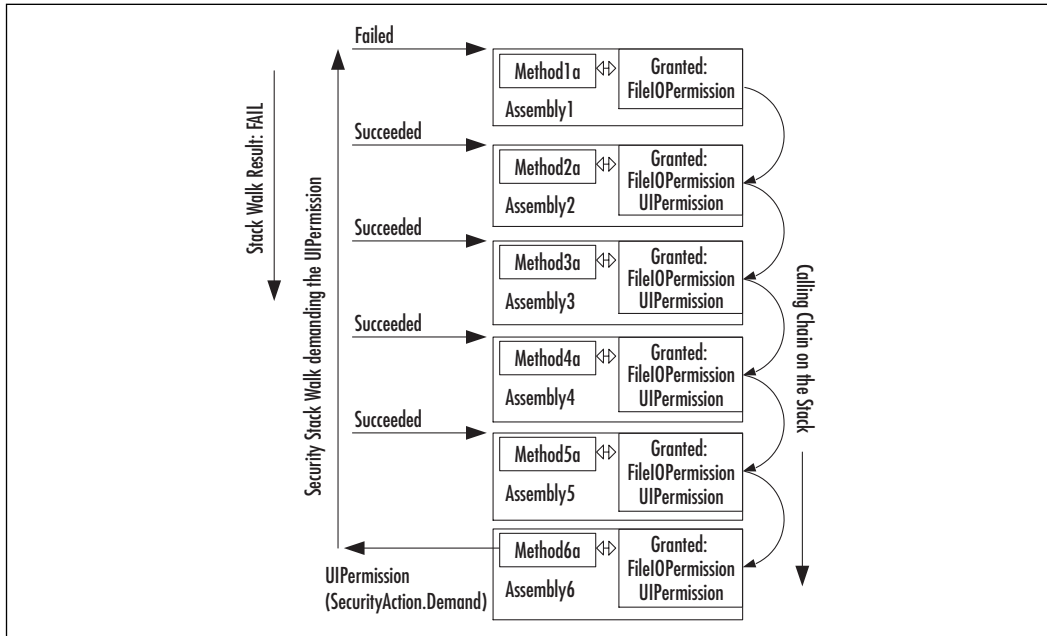 Failed
Method1a
Granted:
FileIOPermission
Assembly1
Succeeded
Method2a
Granted:
FileIOPermission
UIPermission
Assembly2
Succeeded
Method3a
Granted:
FileIOPermission
UIPermission
Assembly3
Succeeded
Method4a
Granted:
FileIOPermission
UIPermission
Assembly4
Succeeded
Method5a
Granted:
FileIOPermission
UIPermission
Assembly5
Method6a
Granted:
FileIOPermission
UIPermission
Assembly6
UIPermission
(SecurityAction.Demand)
Stack Walk Result: FAIL
Security Stack Walk demanding the UIPermission
Calling Chain on the Stack